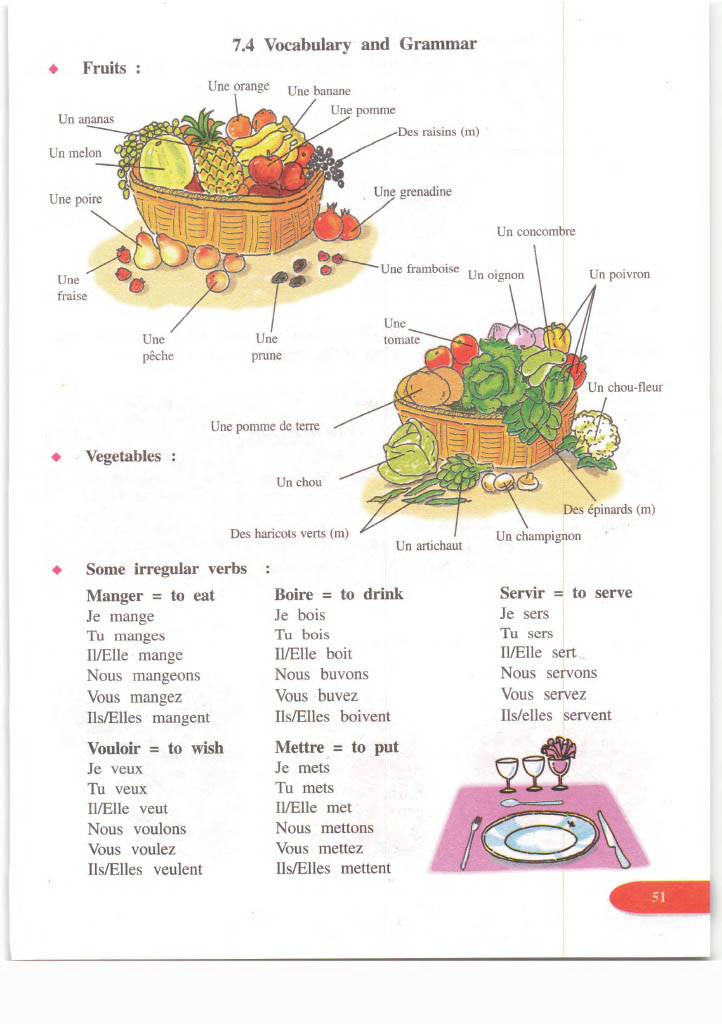 7.4 Vocabulary and Grammar
Fruits :
Une orange
Une banane
Une pomme
Un ananas
Des raisins (m)
Un melon
Une poire
Une grenadine
Une framboise
Une
fraise
Une
pêche
Une
prune
Un concombre
Un oignon
Un poivron
Une
tomate
Un chou-fleur
Une pomme de terre
Vegetables :
Un chou
Des épinards (m)
Des haricots verts (m)
Un artichaut
Un champignon
Some irregular verbs :
Manger = to eat
Je mange
Tu manges
Il/Elle mange
Nous mangeons
Vous mangez
Ils/Elles mangent
Boire = to drink
Je bois
Tu bois
Il/Elle boit
Nous buvons
Vous buvez
Ils/Elles boivent
Servir = to serve
Je sers
Tu sers
Il/Elle sert
Nous servons
Vous servez
Ils/elles servent
Vouloir = to wish
Je veux
Tu veux
Il/Elle veut
Nous voulons
Vous voulez
Ils/Elles veulent
Mettre = to put
Je mets
Tu mets
Il/Elle met
Nous mettons
Vous mettez
Ils/Elles mettent
51